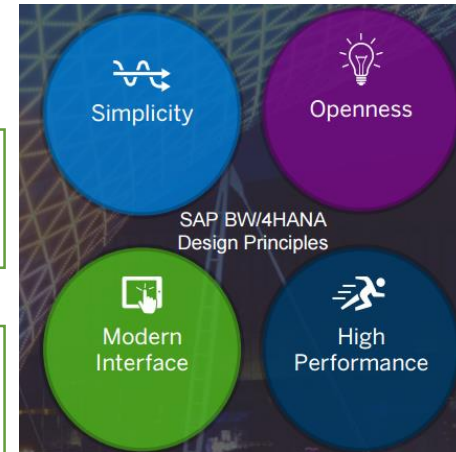 Simplicity
Openness
SAP BW/4HANA
Design Principles
Modern
Interface
High
Performance